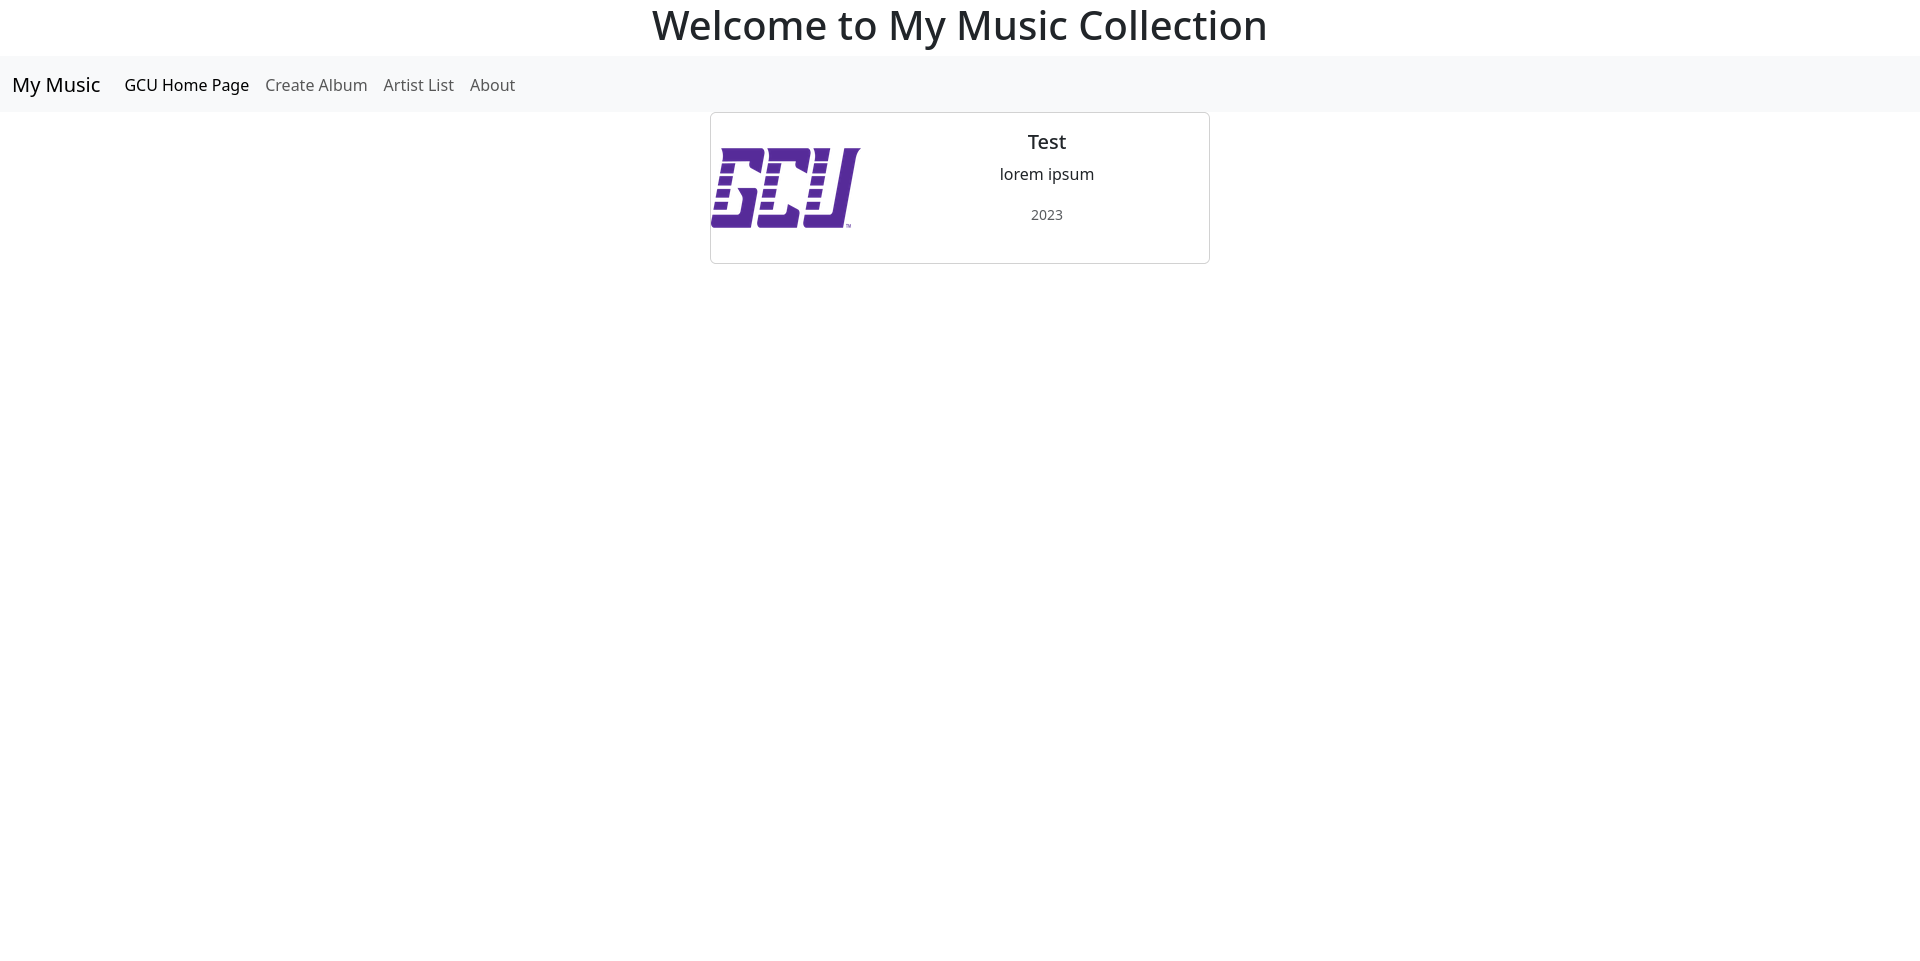 Welcome to My Music Collection
My Music GCU Home Page Create Album Artist List About
GCU™
Test
lorem ipsum
2023